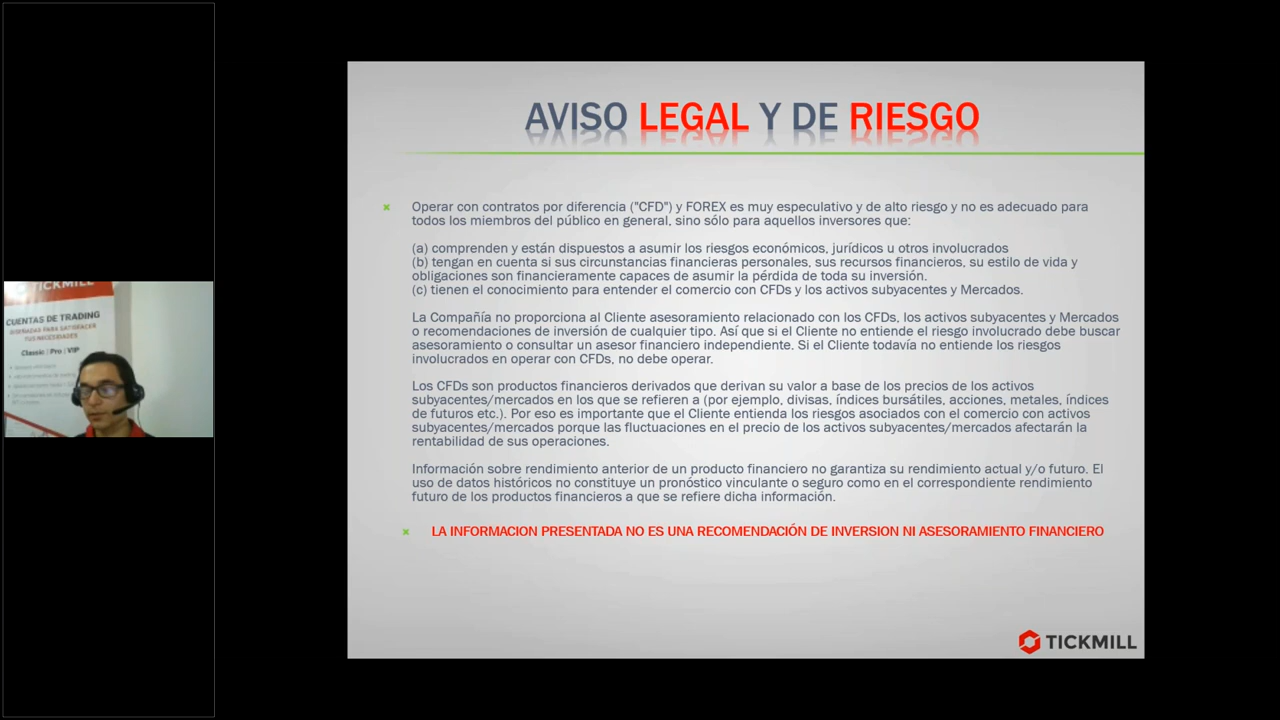 AVISO LEGAL Y DE RIESGO
Operar con contratos por diferencia ("CFD") y FOREX es muy especulativo y de alto riesgo y no es adecuado para
todos los miembros del público en general, sino sólo para aquellos inversores que:
(a) comprenden y están dispuestos a asumir los riesgos económicos, jurídicos u otros involucrados
(b) tengan en cuenta si sus circunstancias financieras personales, sus recursos financieros, su estilo de vida y
obligaciones son financieramente capaces de asumir la pérdida de toda su inversión.
(c) tienen el conocimiento para entender el comercio con CFDs y los activos subyacentes y Mercados.
La Compañía no proporciona al Cliente asesoramiento relacionado con los CFDs, los activos subyacentes y Mercados
o recomendaciones de inversión de cualquier tipo. Así que si el Cliente no entiende el riesgo involucrado debe buscar
asesoramiento o consultar un asesor financiero independiente. Si el Cliente todavía no entiende los riesgos
involucrados en operar con CFDs, no debe operar.
Los CFDs son productos financieros derivados que derivan su valor a base de los precios de los activos
subyacentes/mercados en los que se refieren a (por ejemplo, divisas, índices bursátiles, acciones, metales, índices
de futuros etc.). Por eso es importante que el Cliente entienda los riesgos asociados con el comercio con activos
subyacentes/mercados porque las fluctuaciones en el precio de los activos subyacentes/mercados afectarán la
rentabilidad de sus operaciones.
Información sobre rendimiento anterior de un producto financiero no garantiza su rendimiento actual y/o futuro. El
uso de datos históricos no constituye un pronóstico vinculante o seguro como en el correspondiente rendimiento
futuro de los productos financieros a que se refiere dicha información.
LA INFORMACION PRESENTADA NO ES UNA RECOMENDACIÓN DE INVERSION NI ASESORAMIENTO FINANCIERO
TICKMILL
TICKMILL
CUENTAS DE TRADING
DISEÑADAS PARA SATISFACER
TUS NECESIDADES
Classic | Pro | VIP